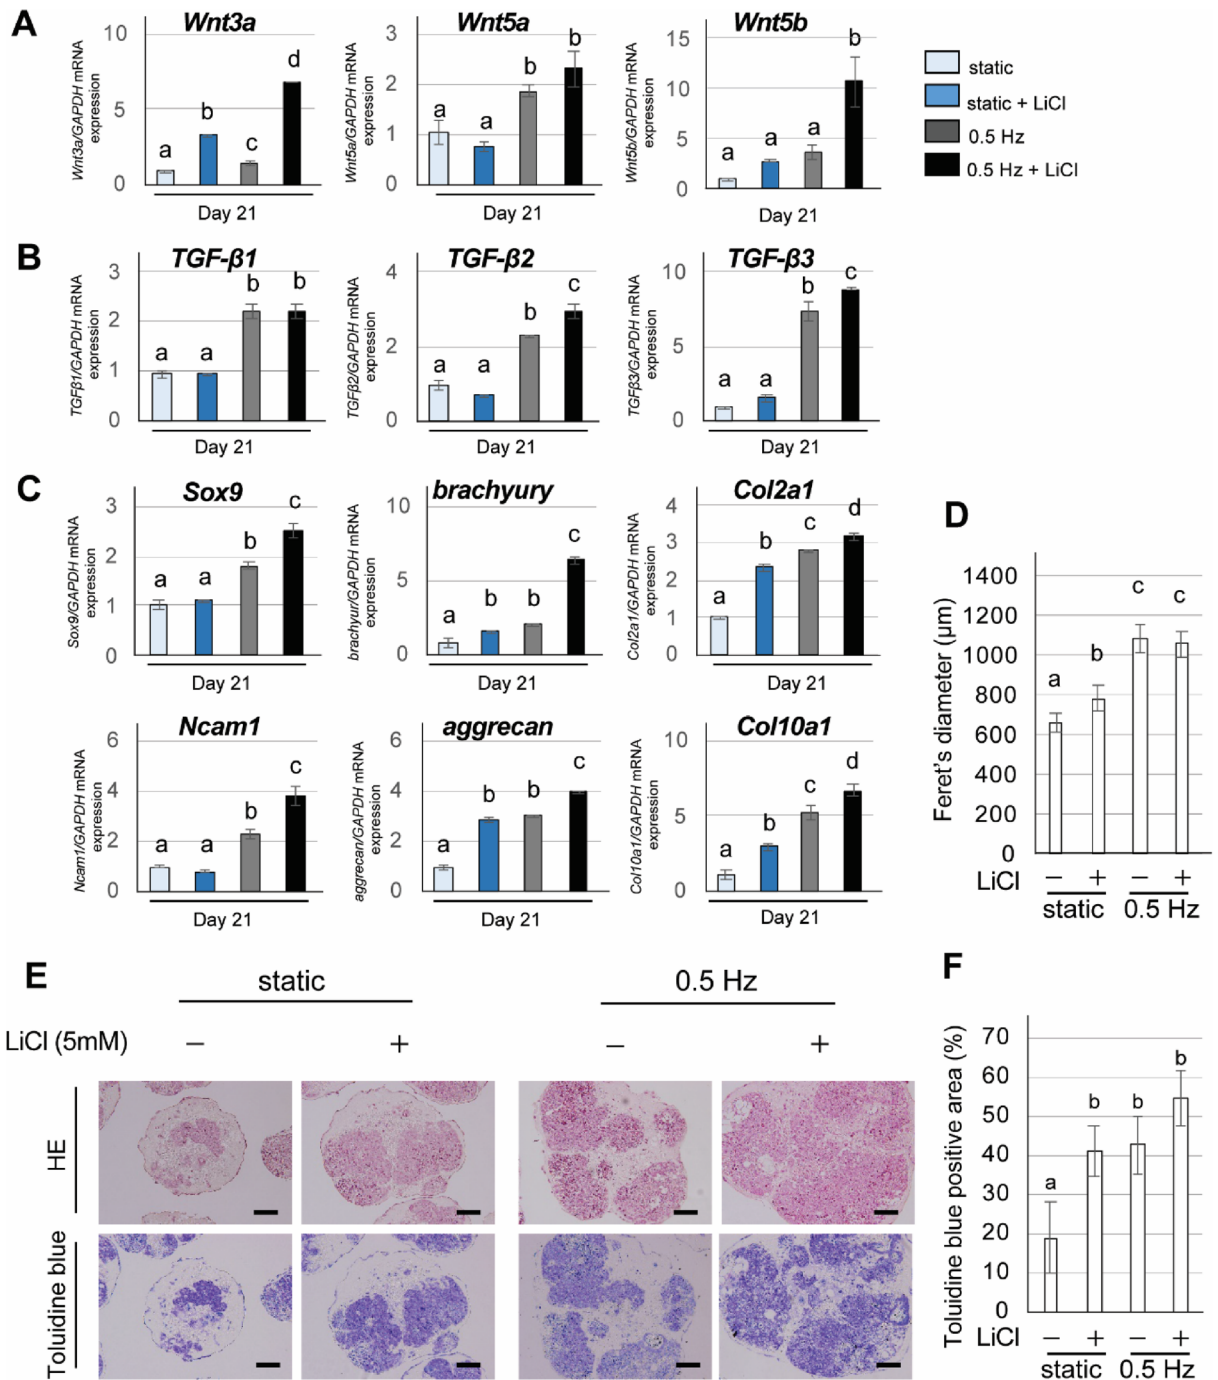 A
Wnt3a
Wnt3a/GAPDH mRNA
expression
10
5
0
a
b
c
d
Day 21
Wnt5a
Wnt5a/GAPDH mRNA
expression
3
2
1
0
a
a
b
b
Day 21
Wnt5b
Wnt5b/GAPDH mRNA
expression
15
10
5
0
a
a
a
b
Day 21
static
static + LiCl
0.5 Hz
0.5 Hz + LiCl
B
TGF-β1
TGFβ1/GAPDH mRNA
expression
3
2
1
0
a
a
b
b
Day 21
TGF-β2
TGFβ2/GAPDH mRNA
expression
4
2
0
a
a
b
c
Day 21
TGF-β3
TGFβ3/GAPDH mRNA
expression
10
5
0
a
a
b
c
Day 21
C
Sox9
Sox9/GAPDH mRNA
expression
3
2
1
0
a
a
b
c
Day 21
brachyury
brachyur/GAPDH mRNA
expression
10
5
0
a
b
b
c
Day 21
Col2a1
Col2a1/GAPDH mRNA
expression
4
3
2
1
0
a
b
c
d
Day 21
Ncam1
Ncam1/GAPDH mRNA
expression
6
4
2
0
a
a
b
c
Day 21
aggrecan
aggrecan/GAPDH mRNA
expression
6
4
2
0
a
b
b
c
Day 21
Col10a1
Col10a1/GAPDH mRNA
expression
10
5
0
a
b
c
d
Day 21
D
Feret's diameter (μm)
1400
1200
1000
800
600
400
200
0
a
b
c
c
LiCl − + − +
static 0.5 Hz
E
static 0.5 Hz
LiCl (5mM) − + − +
HE
Toluidine blue
F
Toluidine blue positive area (%)
70
60
50
40
30
20
10
0
a
b
b
b
LiCl − + − +
static 0.5 Hz